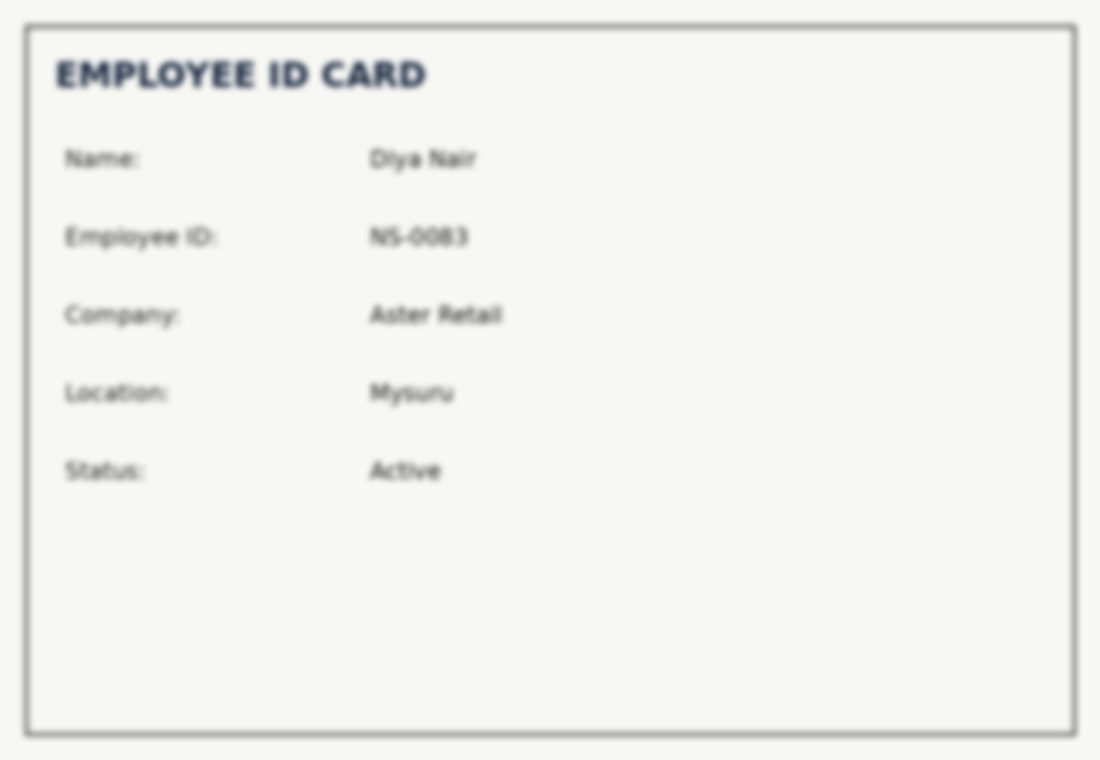 EMPLOYEE ID CARD
Name: Diya Nair
Employee ID: NS-0083
Company: Aster Retail
Location: Mysuru
Status: Active